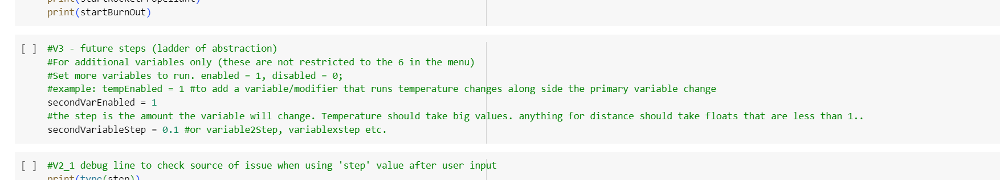 print(startRocketPropellant)
print(startBurnOut)
[ ] #V3 - future steps (ladder of abstraction)
#For additional variables only (these are not restricted to the 6 in the menu)
#Set more variables to run. enabled = 1, disabled = 0;
#example: tempEnabled = 1 #to add a variable/modifier that runs temperature changes along side the primary variable change
secondVarEnabled = 1
#the step is the amount the variable will change. Temperature should take big values. anything for distance should take floats that are less than 1..
secondVariableStep = 0.1 #or variable2Step, variablexstep etc.
[ ] #V2_1 debug line to check source of issue when using 'step' value after user input
print(type(step))